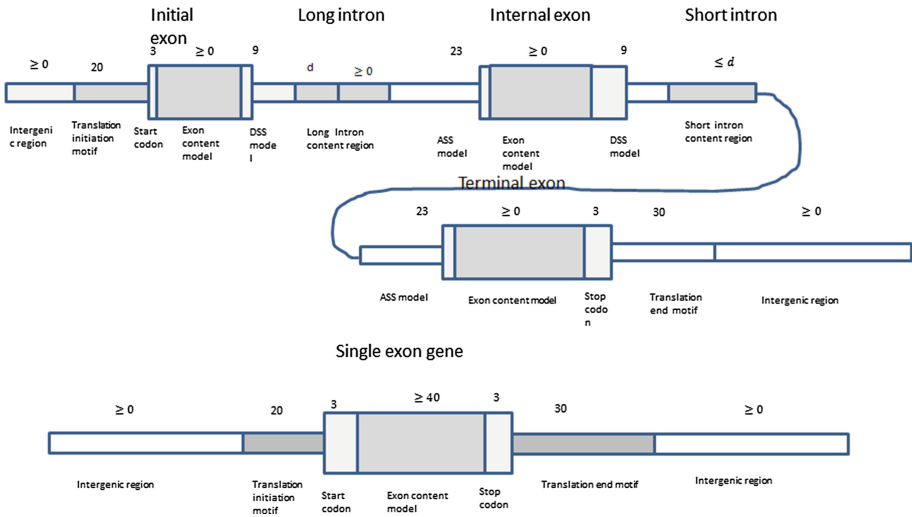 Initial
exon
Long intron
Internal exon
Short intron
≥ 0
20
3
≥ 0
9
d
≥ 0
23
≥ 0
9
≤ d
Intergeni
c region
Translation
initiation
motif
Start
codon
Exon
content
model
DSS
mode
l
Long Intron
content region
ASS
model
Exon
content
model
DSS
model
Short intron
content region
Terminal exon
23
≥ 0
3
30
≥ 0
ASS model
Exon content model
Stop
codo
n
Translation
end motif
Intergenic region
Single exon gene
≥ 0
20
3
≥ 40
3
30
≥ 0
Intergenic region
Translation
initiation
motif
Start
codon
Exon content
model
Stop
codon
Translation end motif
Intergenic region